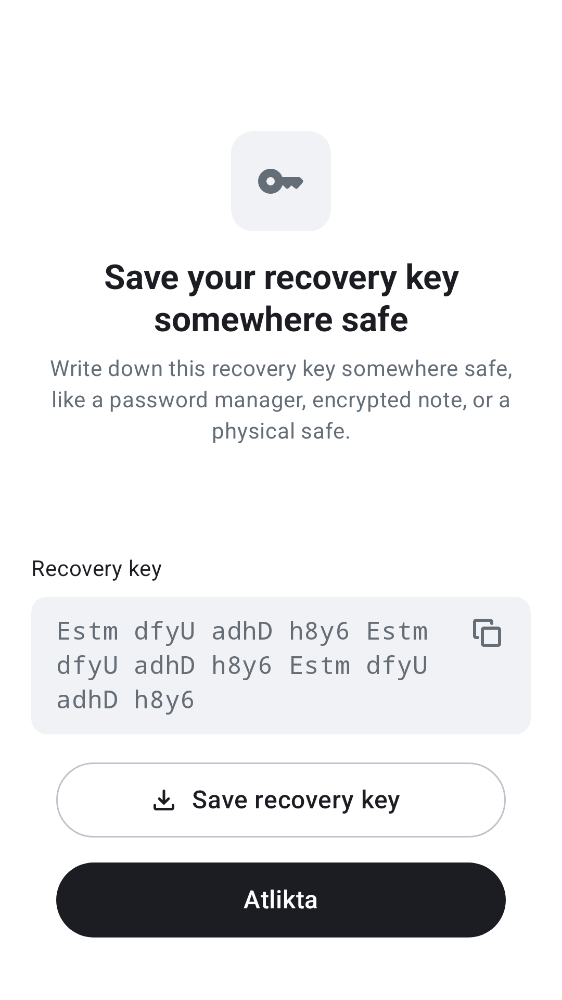 Save your recovery key
somewhere safe
Write down this recovery key somewhere safe,
like a password manager, encrypted note, or a
physical safe.
Recovery key
Estm dfyU adhD h8y6 Estm
dfyU adhD h8y6 Estm dfyU
adhD h8y6
Save recovery key
Atlikta